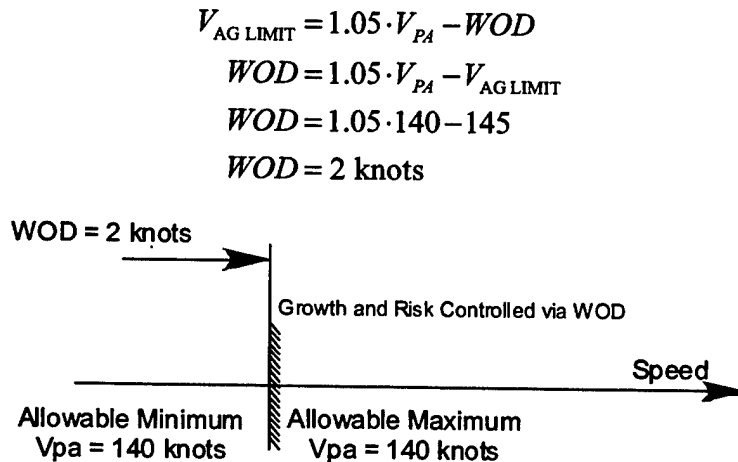 V_AG LIMIT = 1.05·V_PA − WOD
WOD = 1.05·V_PA − V_AG LIMIT
WOD = 1.05·140−145
WOD = 2 knots
WOD = 2 knots
Growth and Risk Controlled via WOD
Speed
Allowable Minimum
Vpa = 140 knots
Allowable Maximum
Vpa = 140 knots